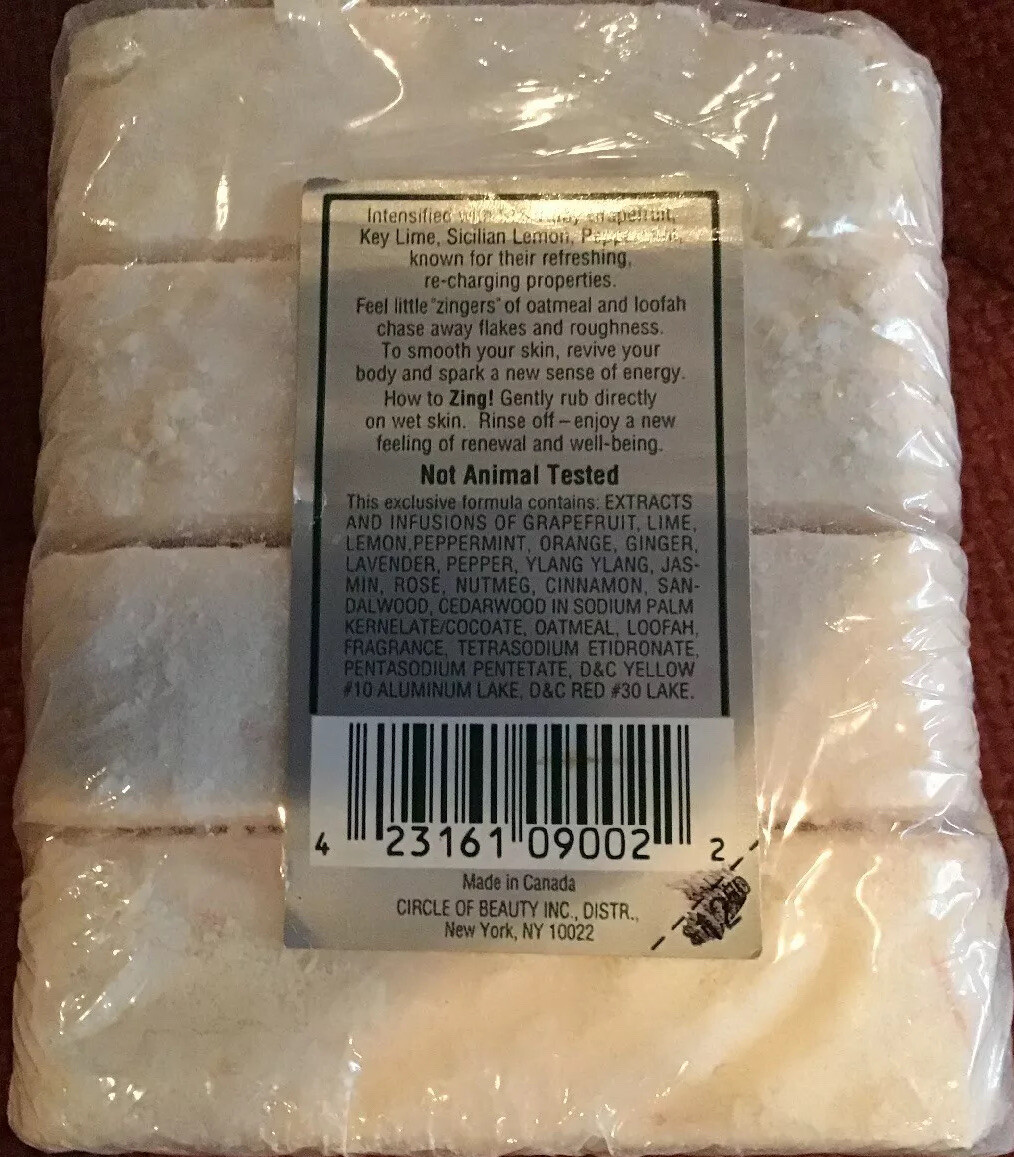 Intensified Grapefruit,
Key Lime, Sicilian Lemon,
known for their refreshing,
re-charging properties.
Feel little "zingers" of oatmeal and loofah
chase away flakes and roughness.
To smooth your skin, revive your
body and spark a new sense of energy.
How to Zing! Gently rub directly
on wet skin. Rinse off – enjoy a new
feeling of renewal and well-being.
Not Animal Tested
This exclusive formula contains: EXTRACTS
AND INFUSIONS OF GRAPEFRUIT, LIME,
LEMON,PEPPERMINT, ORANGE, GINGER,
LAVENDER, PEPPER, YLANG YLANG, JAS-
MIN, ROSE, NUTMEG, CINNAMON, SAN-
DALWOOD, CEDARWOOD IN SODIUM PALM
KERNELATE/COCOATE, OATMEAL, LOOFAH,
FRAGRANCE, TETRASODIUM ETIDRONATE,
PENTASODIUM PENTETATE, D&C YELLOW
#10 ALUMINUM LAKE, D&C RED #30 LAKE.
4 23161 09002 2
Made in Canada
CIRCLE OF BEAUTY INC., DISTR.,
New York, NY 10022